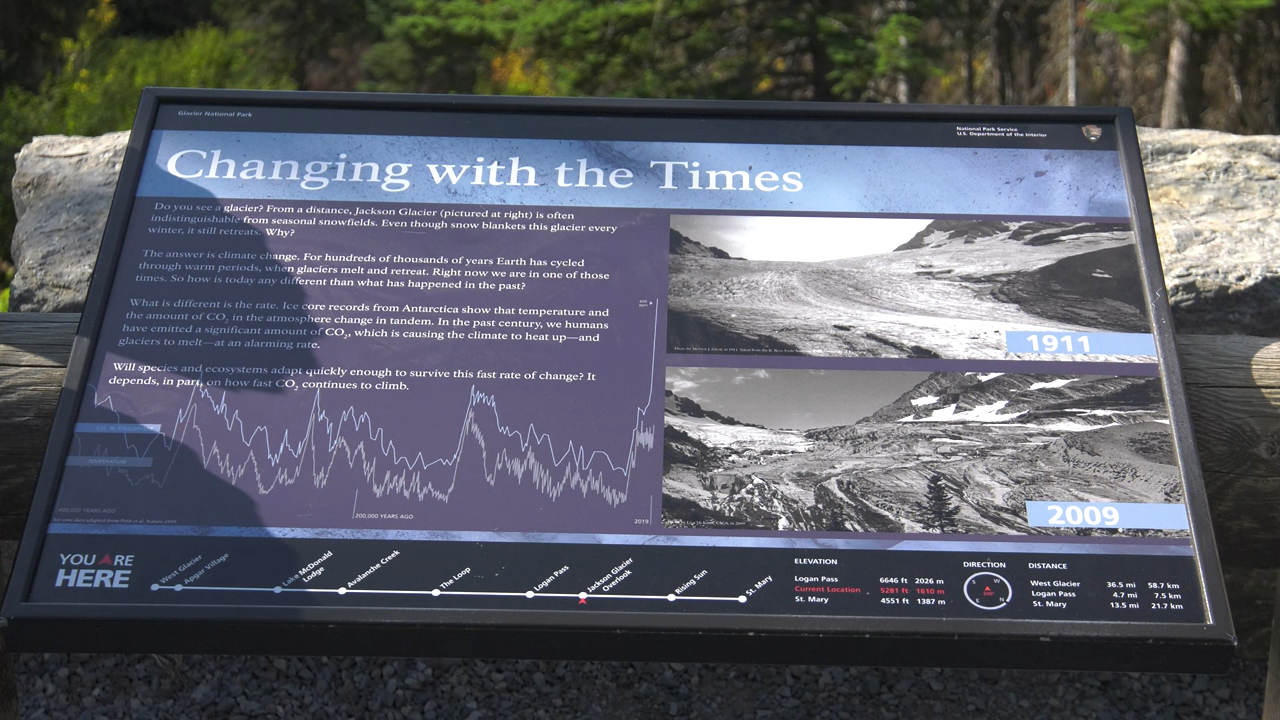 Glacier National Park
National Park Service
U.S. Department of the Interior
Changing with the Times
Do you see a glacier? From a distance, Jackson Glacier (pictured at right) is often
indistinguishable from seasonal snowfields. Even though snow blankets this glacier every
winter, it still retreats. Why?
The answer is climate change. For hundreds of thousands of years Earth has cycled
through warm periods, when glaciers melt and retreat. Right now we are in one of those
times. So how is today any different than what has happened in the past?
What is different is the rate. Ice core records from Antarctica show that temperature and
the amount of CO₂ in the atmosphere change in tandem. In the past century, we humans
have emitted a significant amount of CO₂, which is causing the climate to heat up—and
glaciers to melt—at an alarming rate.
Will species and ecosystems adapt quickly enough to survive this fast rate of change? It
depends, in part, on how fast CO₂ continues to climb.
TEMPERATURE
400,000 YEARS AGO
200,000 YEARS AGO
2019
1911
2009
YOU ARE
HERE
West Glacier
Apgar Village
Lake McDonald
Lodge
Avalanche Creek
The Loop
Logan Pass
Jackson Glacier
Overlook
Rising Sun
St. Mary
ELEVATION
Logan Pass 6646 ft 2026 m
Current Location 5281 ft 1610 m
St. Mary 4551 ft 1387 m
DIRECTION
S W
E N
DISTANCE
West Glacier 36.5 mi 58.7 km
Logan Pass 4.7 mi 7.5 km
St. Mary 13.5 mi 21.7 km